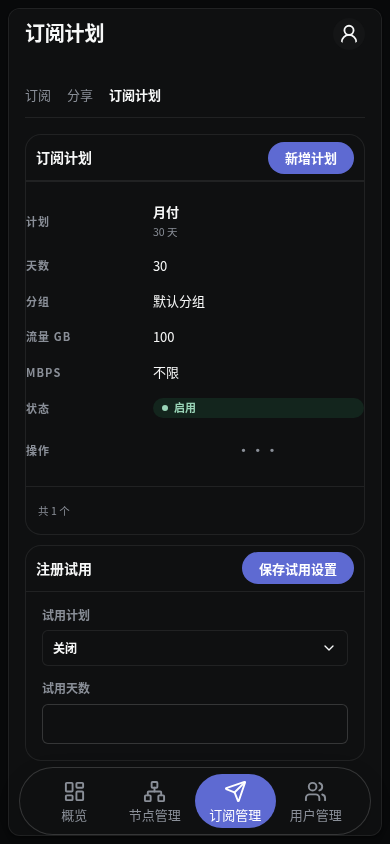 订阅计划
订阅 分享 订阅计划
订阅计划 新增计划
计划 月付
30 天
天数 30
分组 默认分组
流量 GB 100
MBPS 不限
状态 启用
操作 • • •
共 1 个
注册试用 保存试用设置
试用计划
关闭
试用天数
概览 节点管理 订阅管理 用户管理